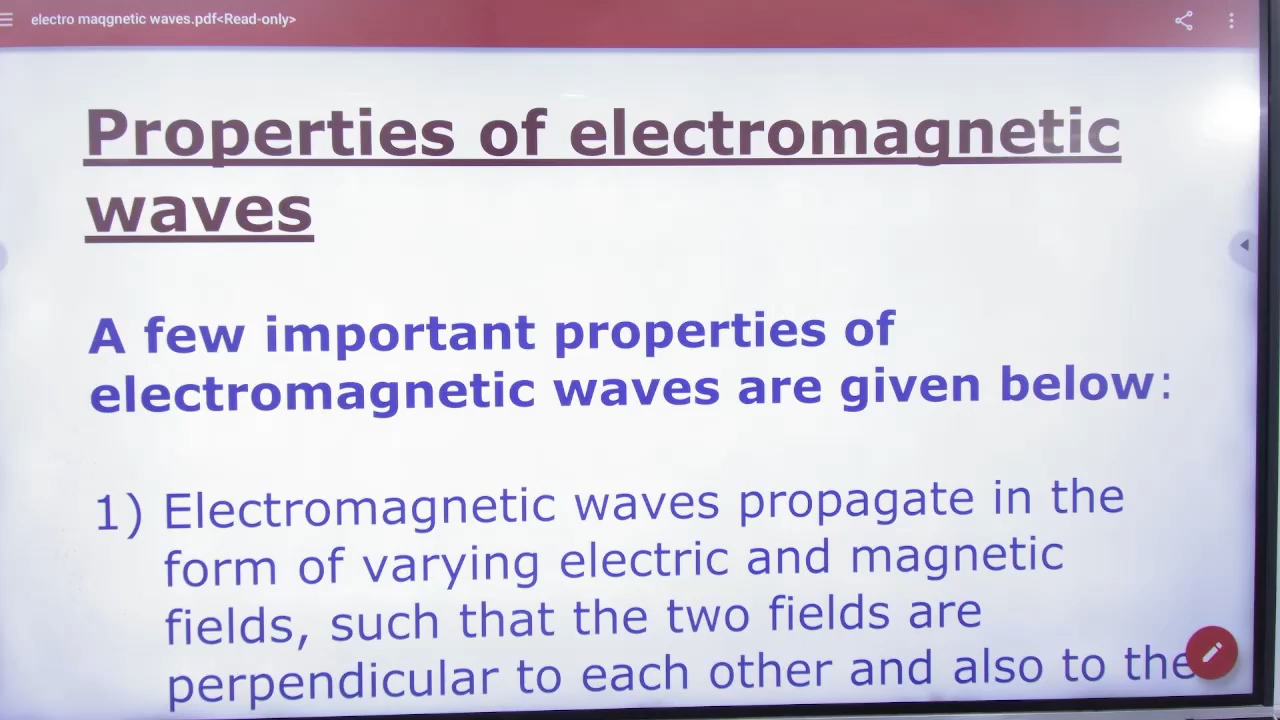 electro maqgnetic waves.pdf<Read-only>
Properties of electromagnetic
waves
A few important properties of
electromagnetic waves are given below:
1) Electromagnetic waves propagate in the
form of varying electric and magnetic
fields, such that the two fields are
perpendicular to each other and also to the